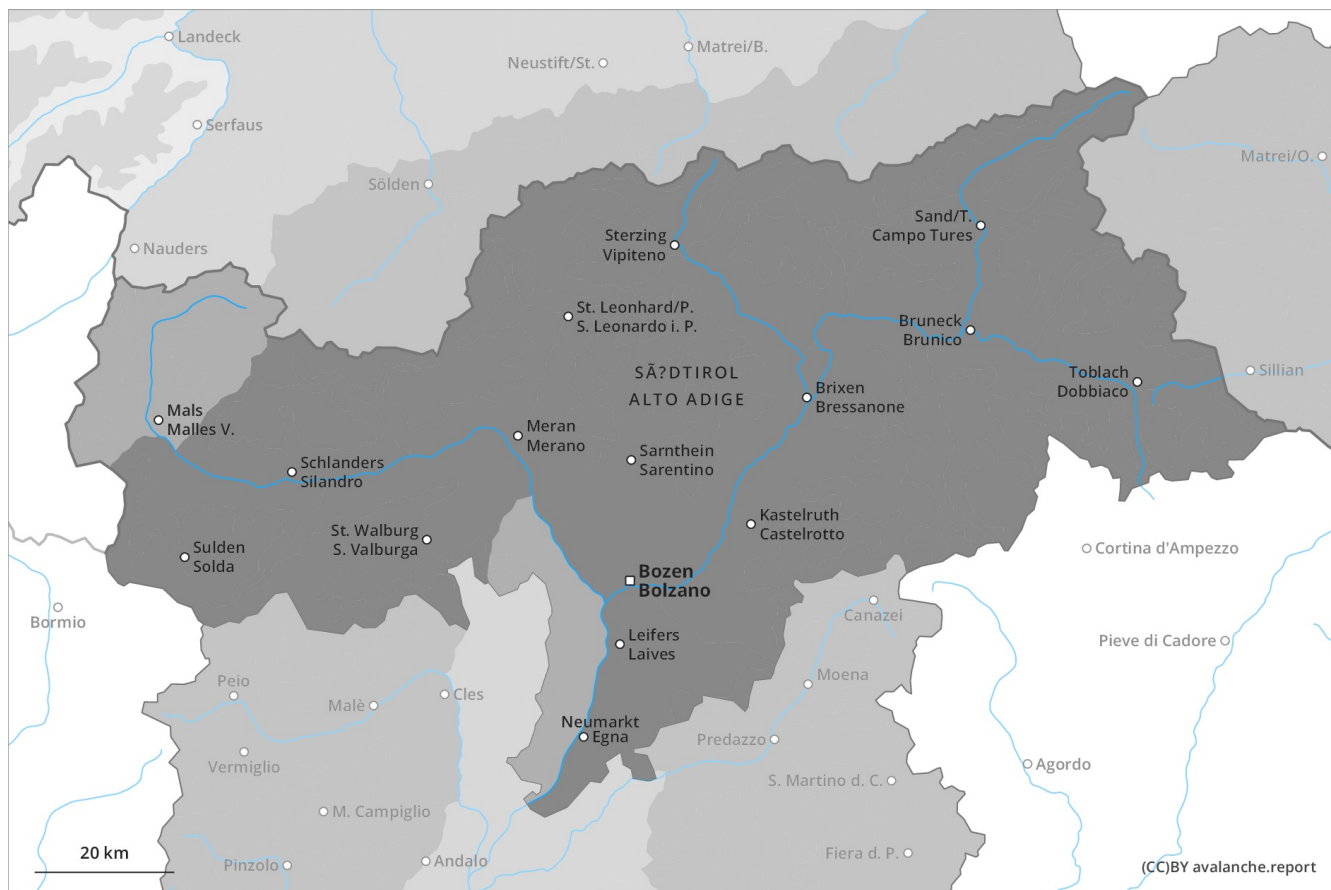 Landeck
Matrei/B.
Neustift/St.
Serfaus
Matrei/O.
Sölden
Sand/T.
Campo Tures
Sterzing
Vipiteno
Nauders
St. Leonhard/P.
S. Leonardo i. P.
Bruneck
Brunico
SÃ?DTIROL
ALTO ADIGE
Toblach
Dobbiaco
Sillian
Brixen
Bressanone
Mals
Malles V.
Meran
Merano
Sarnthein
Sarentino
Schlanders
Silandro
Kastelruth
Castelrotto
St. Walburg
S. Valburga
Sulden
Solda
Cortina d'Ampezzo
Bozen
Bolzano
Bormio
Canazei
Leifers
Laives
Pieve di Cadore
Moena
Peio
Malè
Cles
Neumarkt
Egna
Predazzo
Vermiglio
Agordo
S. Martino d. C.
M. Campiglio
20 km
Pinzolo
Andalo
Fiera d. P.
(CC)BY avalanche.report